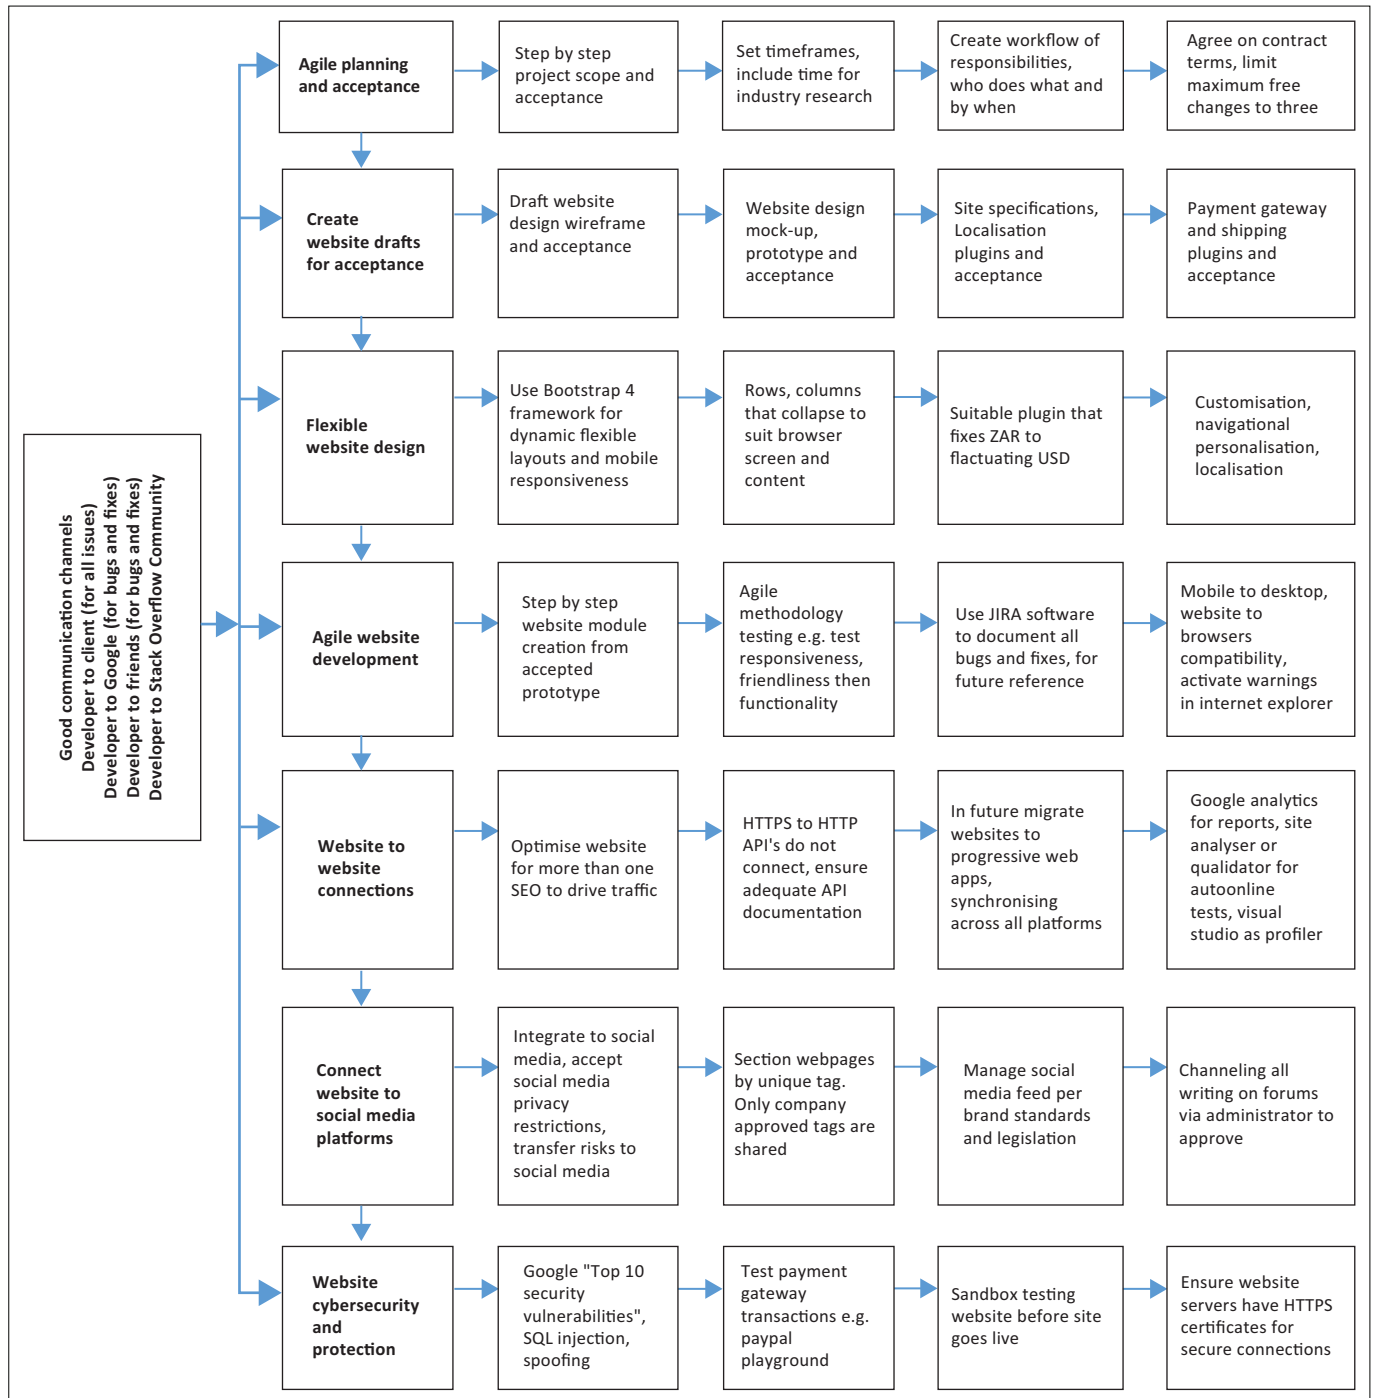 Good communication channels
Developer to client (for all issues)
Developer to Google (for bugs and fixes)
Developer to friends (for bugs and fixes)
Developer to Stack Overflow Community
Agile planning
and acceptance
Step by step
project scope and
acceptance
Set timeframes,
include time for
industry research
Create workflow of
responsibilities,
who does what and
by when
Agree on contract
terms, limit
maximum free
changes to three
Create
website drafts
for acceptance
Draft website
design wireframe
and acceptance
Website design
mock-up,
prototype and
acceptance
Site specifications,
Localisation
plugins and
acceptance
Payment gateway
and shipping
plugins and
acceptance
Flexible
website design
Use Bootstrap 4
framework for
dynamic flexible
layouts and mobile
responsiveness
Rows, columns
that collapse to
suit browser
screen and
content
Suitable plugin that
fixes ZAR to
flactuating USD
Customisation,
navigational
personalisation,
localisation
Agile website
development
Step by step
website module
creation from
accepted
prototype
Agile
methodology
testing e.g. test
responsiveness,
friendliness then
functionality
Use JIRA software
to document all
bugs and fixes, for
future reference
Mobile to desktop,
website to
browsers
compatibility,
activate warnings
in internet explorer
Website to
website
connections
Optimise website
for more than one
SEO to drive traffic
HTTPS to HTTP
API's do not
connect, ensure
adequate API
documentation
In future migrate
websites to
progressive web
apps,
synchronising
across all platforms
Google analytics
for reports, site
analyser or
qualidator for
autoonline
tests, visual
studio as profiler
Connect
website to
social media
platforms
Integrate to social
media, accept
social media
privacy
restrictions,
transfer risks to
social media
Section webpages
by unique tag.
Only company
approved tags are
shared
Manage social
media feed per
brand standards
and legislation
Channeling all
writing on forums
via administrator to
approve
Website
cybersecurity
and
protection
Google "Top 10
security
vulnerabilities",
SQL injection,
spoofing
Test payment
gateway
transactions e.g.
paypal
playground
Sandbox testing
website before site
goes live
Ensure website
servers have HTTPS
certificates for
secure connections